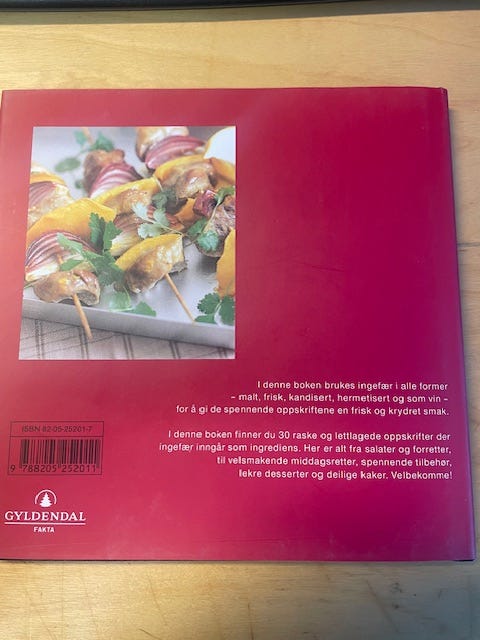 I denne boken brukes ingefær i alle former
– malt, frisk, kandisert, hermetisert og som vin –
for å gi de spennende oppskriftene en frisk og krydret smak.
I denne boken finner du 30 raske og lettlagede oppskrifter der
ingefær inngår som ingrediens. Her er alt fra salater og forretter,
til velsmakende middagsretter, spennende tilbehør,
lekre desserter og deilige kaker. Velbekomme!
ISBN 82-05-25201-7
9 788205 252011
GYLDENDAL
FAKTA